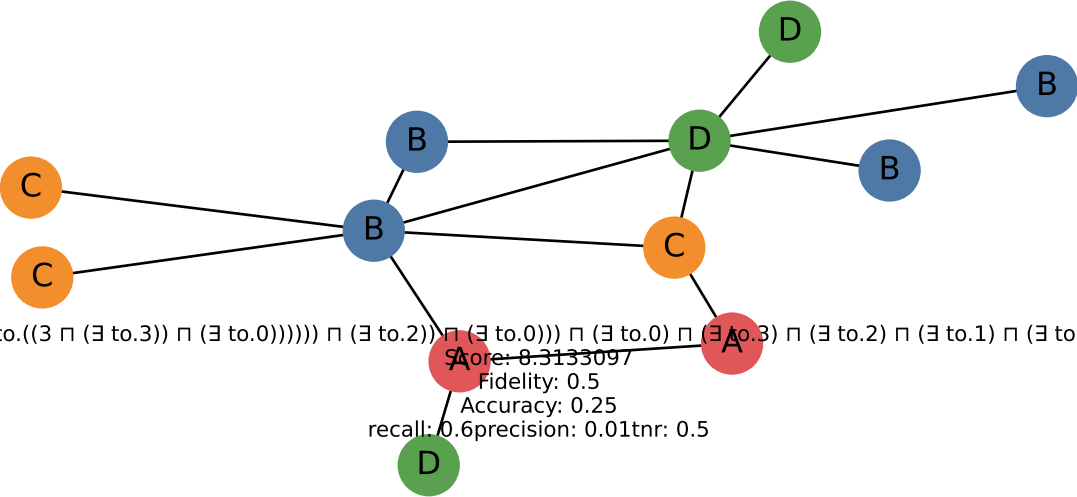 D
B
B
D
B
C
B
C
C
to.((3 ⊓ (∃ to.3)) ⊓ (∃ to.0)))))) ⊓ (∃ to.2)) ⊓ (∃ to.0))) ⊓ (∃ to.0) ⊓ (∃ to.3) ⊓ (∃ to.2) ⊓ (∃ to.1) ⊓ (∃ to
A
A
Score: 8.3133097
Fidelity: 0.5
Accuracy: 0.25
recall: 0.6precision: 0.01tnr: 0.5
D